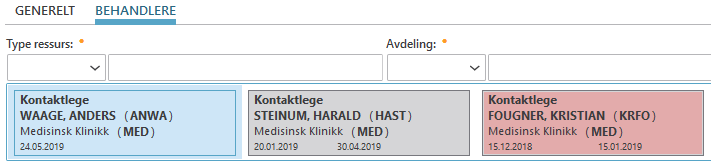 GENERELT BEHANDLERE
Type ressurs: * Avdeling: *
Kontaktlege
WAAGE, ANDERS (ANWA)
Medisinsk Klinikk (MED)
24.05.2019
Kontaktlege
STEINUM, HARALD (HAST)
Medisinsk Klinikk (MED)
20.01.2019 30.04.2019
Kontaktlege
FOUGNER, KRISTIAN (KRFO)
Medisinsk Klinikk (MED)
15.12.2018 15.01.2019